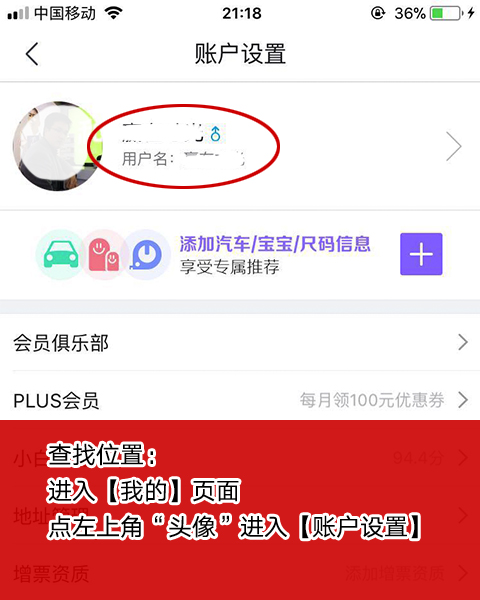 中国移动
21:18
36%
账户设置
用户名:
添加汽车/宝宝/尺码信息
享受专属推荐
会员俱乐部
PLUS会员
每月领100元优惠券
小白
94.4分
查找位置:
进入【我的】页面
地址管理
点左上角“头像”进入【账户设置】
增票资质
添加增票资质